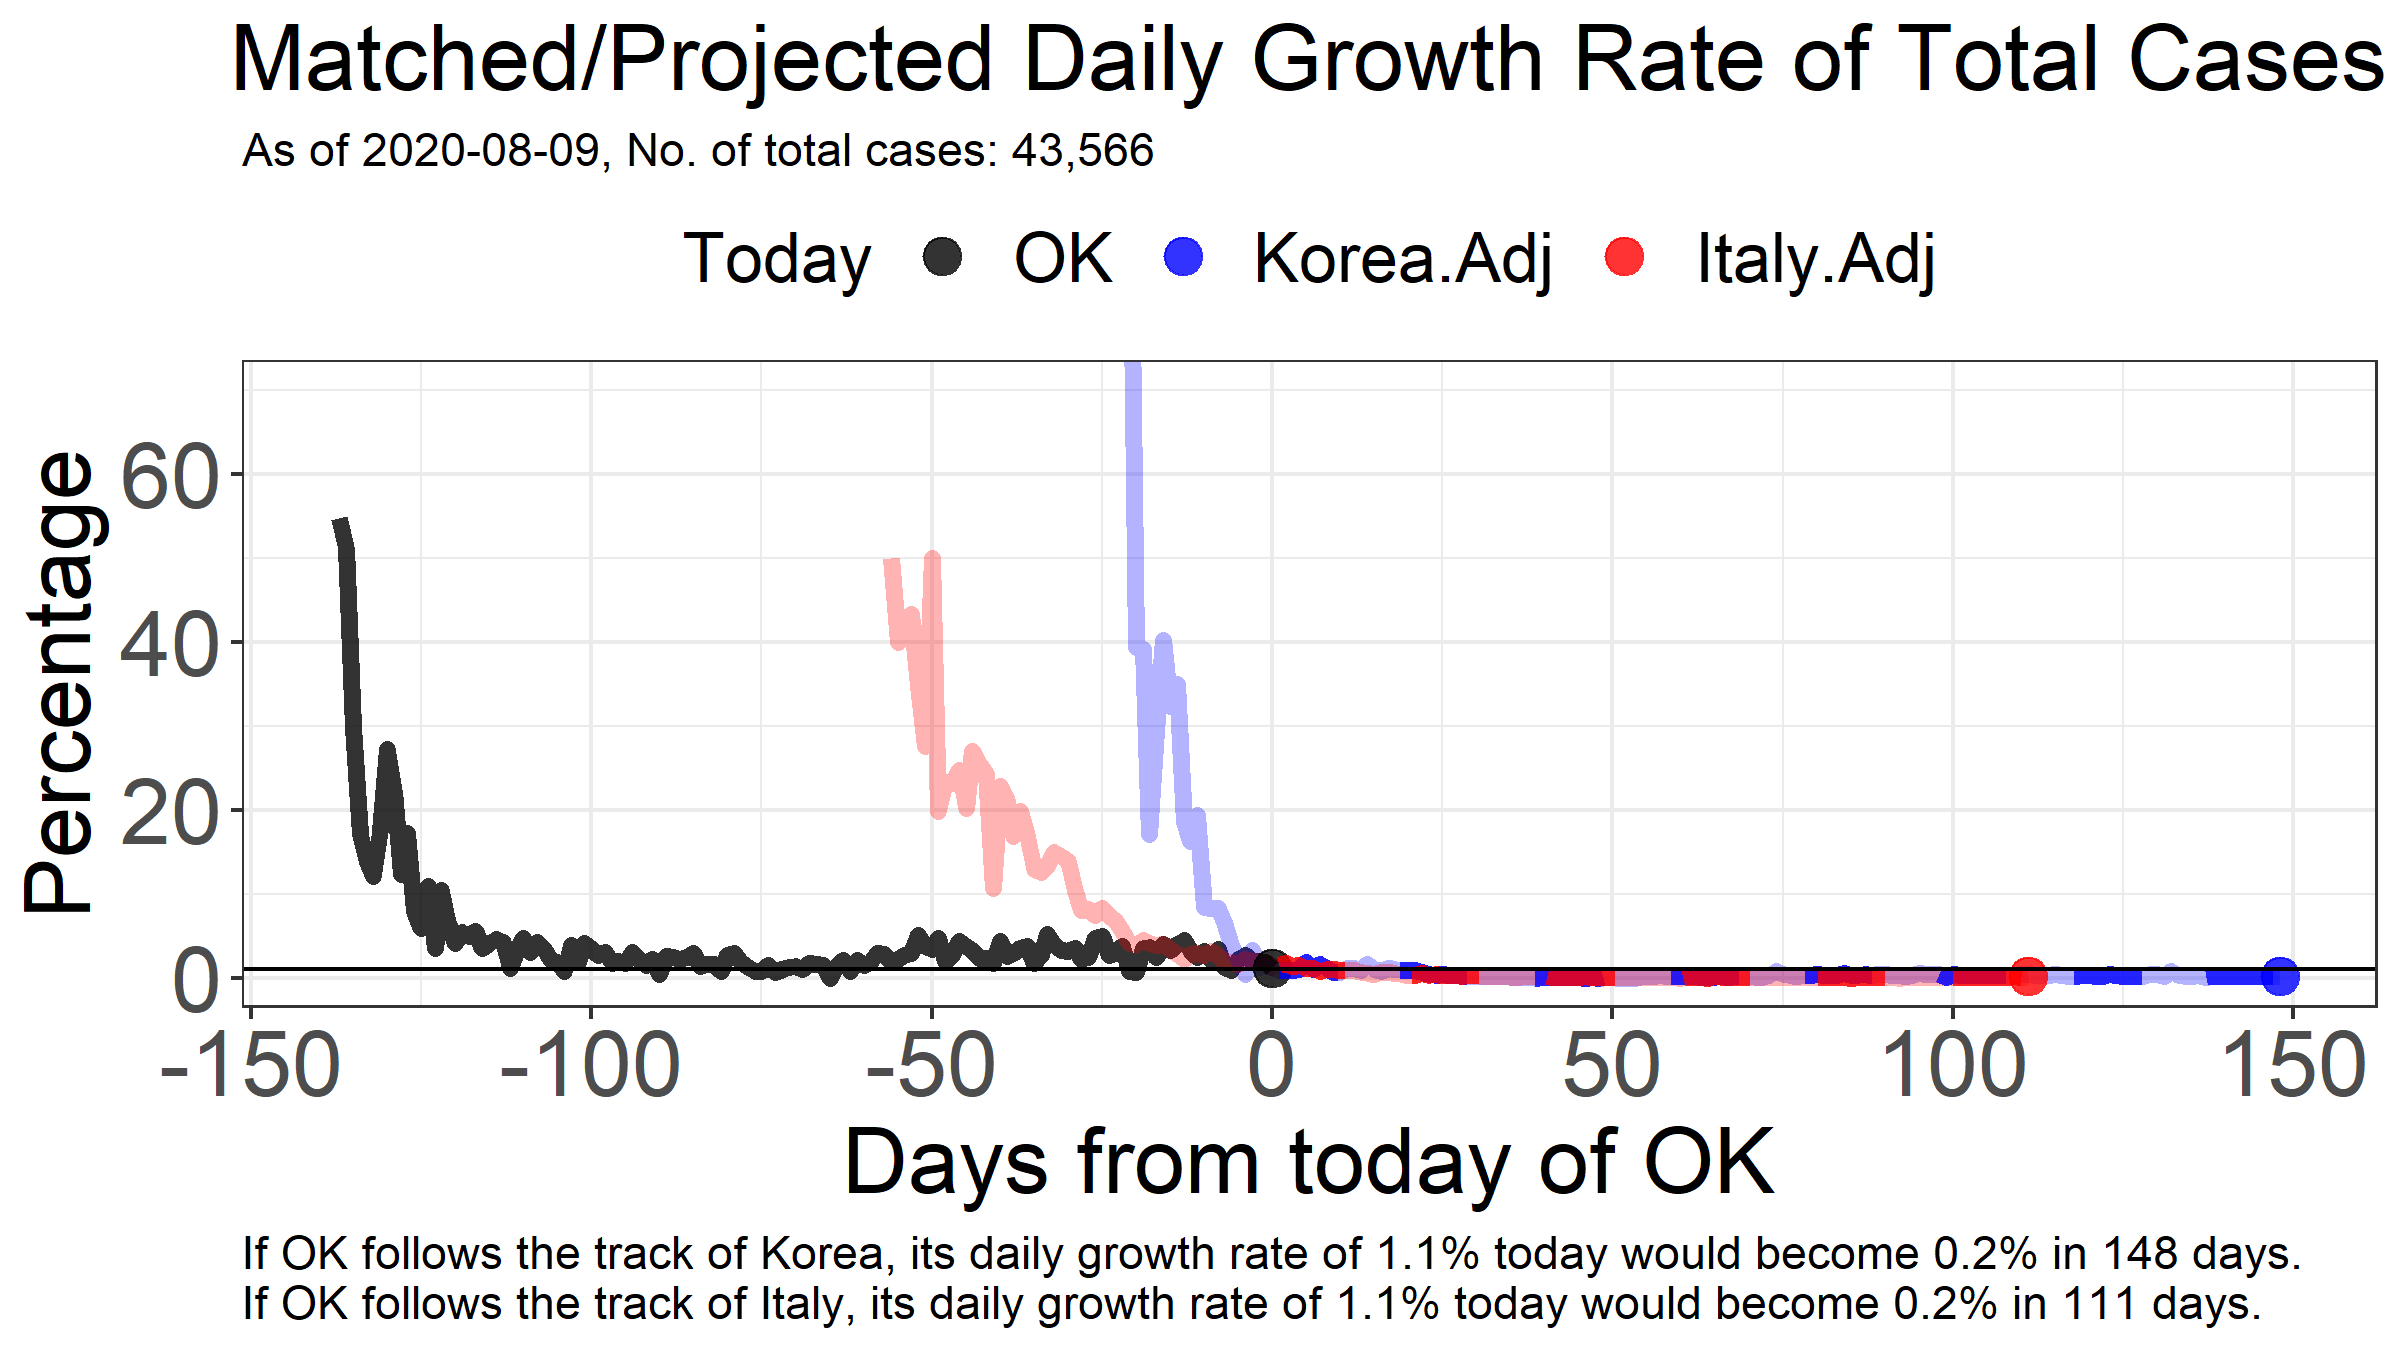 Matched/Projected Daily Growth Rate of Total Cases
As of 2020-08-09, No. of total cases: 43,566
Today OK Korea.Adj Italy.Adj
Percentage
60
40
20
0
-150 -100 -50 0 50 100 150
Days from today of OK
If OK follows the track of Korea, its daily growth rate of 1.1% today would become 0.2% in 148 days.
If OK follows the track of Italy, its daily growth rate of 1.1% today would become 0.2% in 111 days.